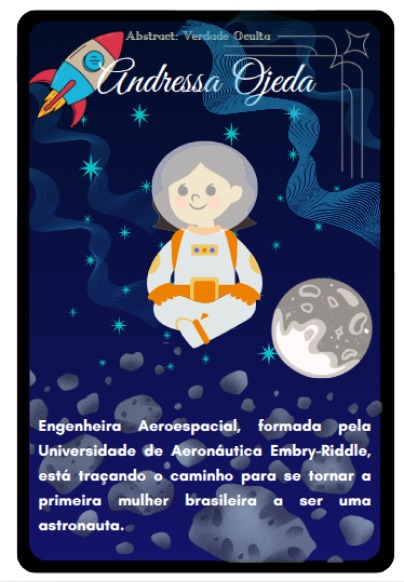 Abstract: Verdade Oculta
Andressa Ojeda
Engenheira Aeroespacial, formada pela
Universidade de Aeronáutica Embry-Riddle,
está traçando o caminho para se tornar a
primeira mulher brasileira a ser uma
astronauta.